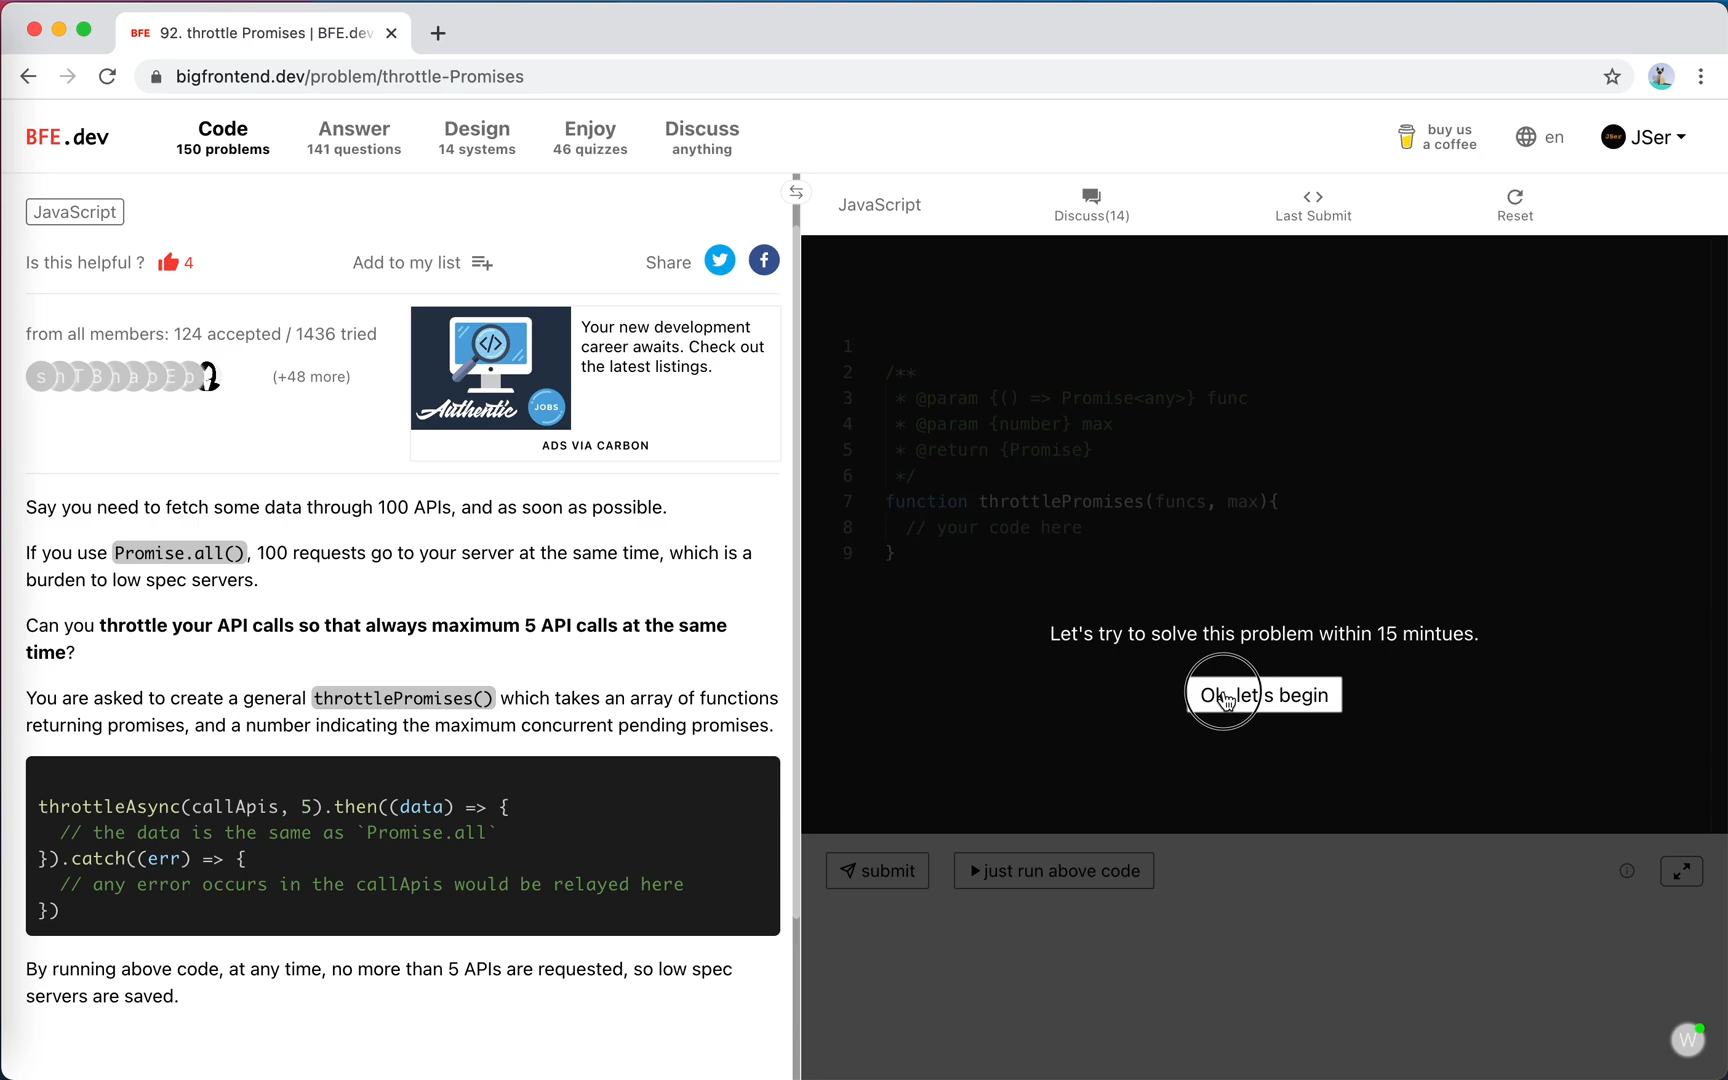 BFE 92. throttle Promises | BFE.dev
bigfrontend.dev/problem/throttle-Promises
BFE.dev
Code
150 problems
Answer
141 questions
Design
14 systems
Enjoy
46 quizzes
Discuss
anything
buy us
a coffee
en
JSer
JSer
JavaScript
Is this helpful ? 4
Add to my list
Share
from all members: 124 accepted / 1436 tried
s h T B h a p E b
(+48 more)
Authentic
JOBS
Your new development
career awaits. Check out
the latest listings.
ADS VIA CARBON
Say you need to fetch some data through 100 APIs, and as soon as possible.
If you use Promise.all(), 100 requests go to your server at the same time, which is a
burden to low spec servers.
Can you throttle your API calls so that always maximum 5 API calls at the same
time?
You are asked to create a general throttlePromises() which takes an array of functions
returning promises, and a number indicating the maximum concurrent pending promises.
throttleAsync(callApis, 5).then((data) => {
// the data is the same as `Promise.all`
}).catch((err) => {
// any error occurs in the callApis would be relayed here
})
By running above code, at any time, no more than 5 APIs are requested, so low spec
servers are saved.
JavaScript
Discuss(14)
Last Submit
Reset
1
2 /**
3 * @param {() => Promise<any>} func
4 * @param {number} max
5 * @return {Promise}
6 */
7 function throttlePromises(funcs, max){
8 // your code here
9 }
Let's try to solve this problem within 15 mintues.
let's begin
submit
just run above code
W